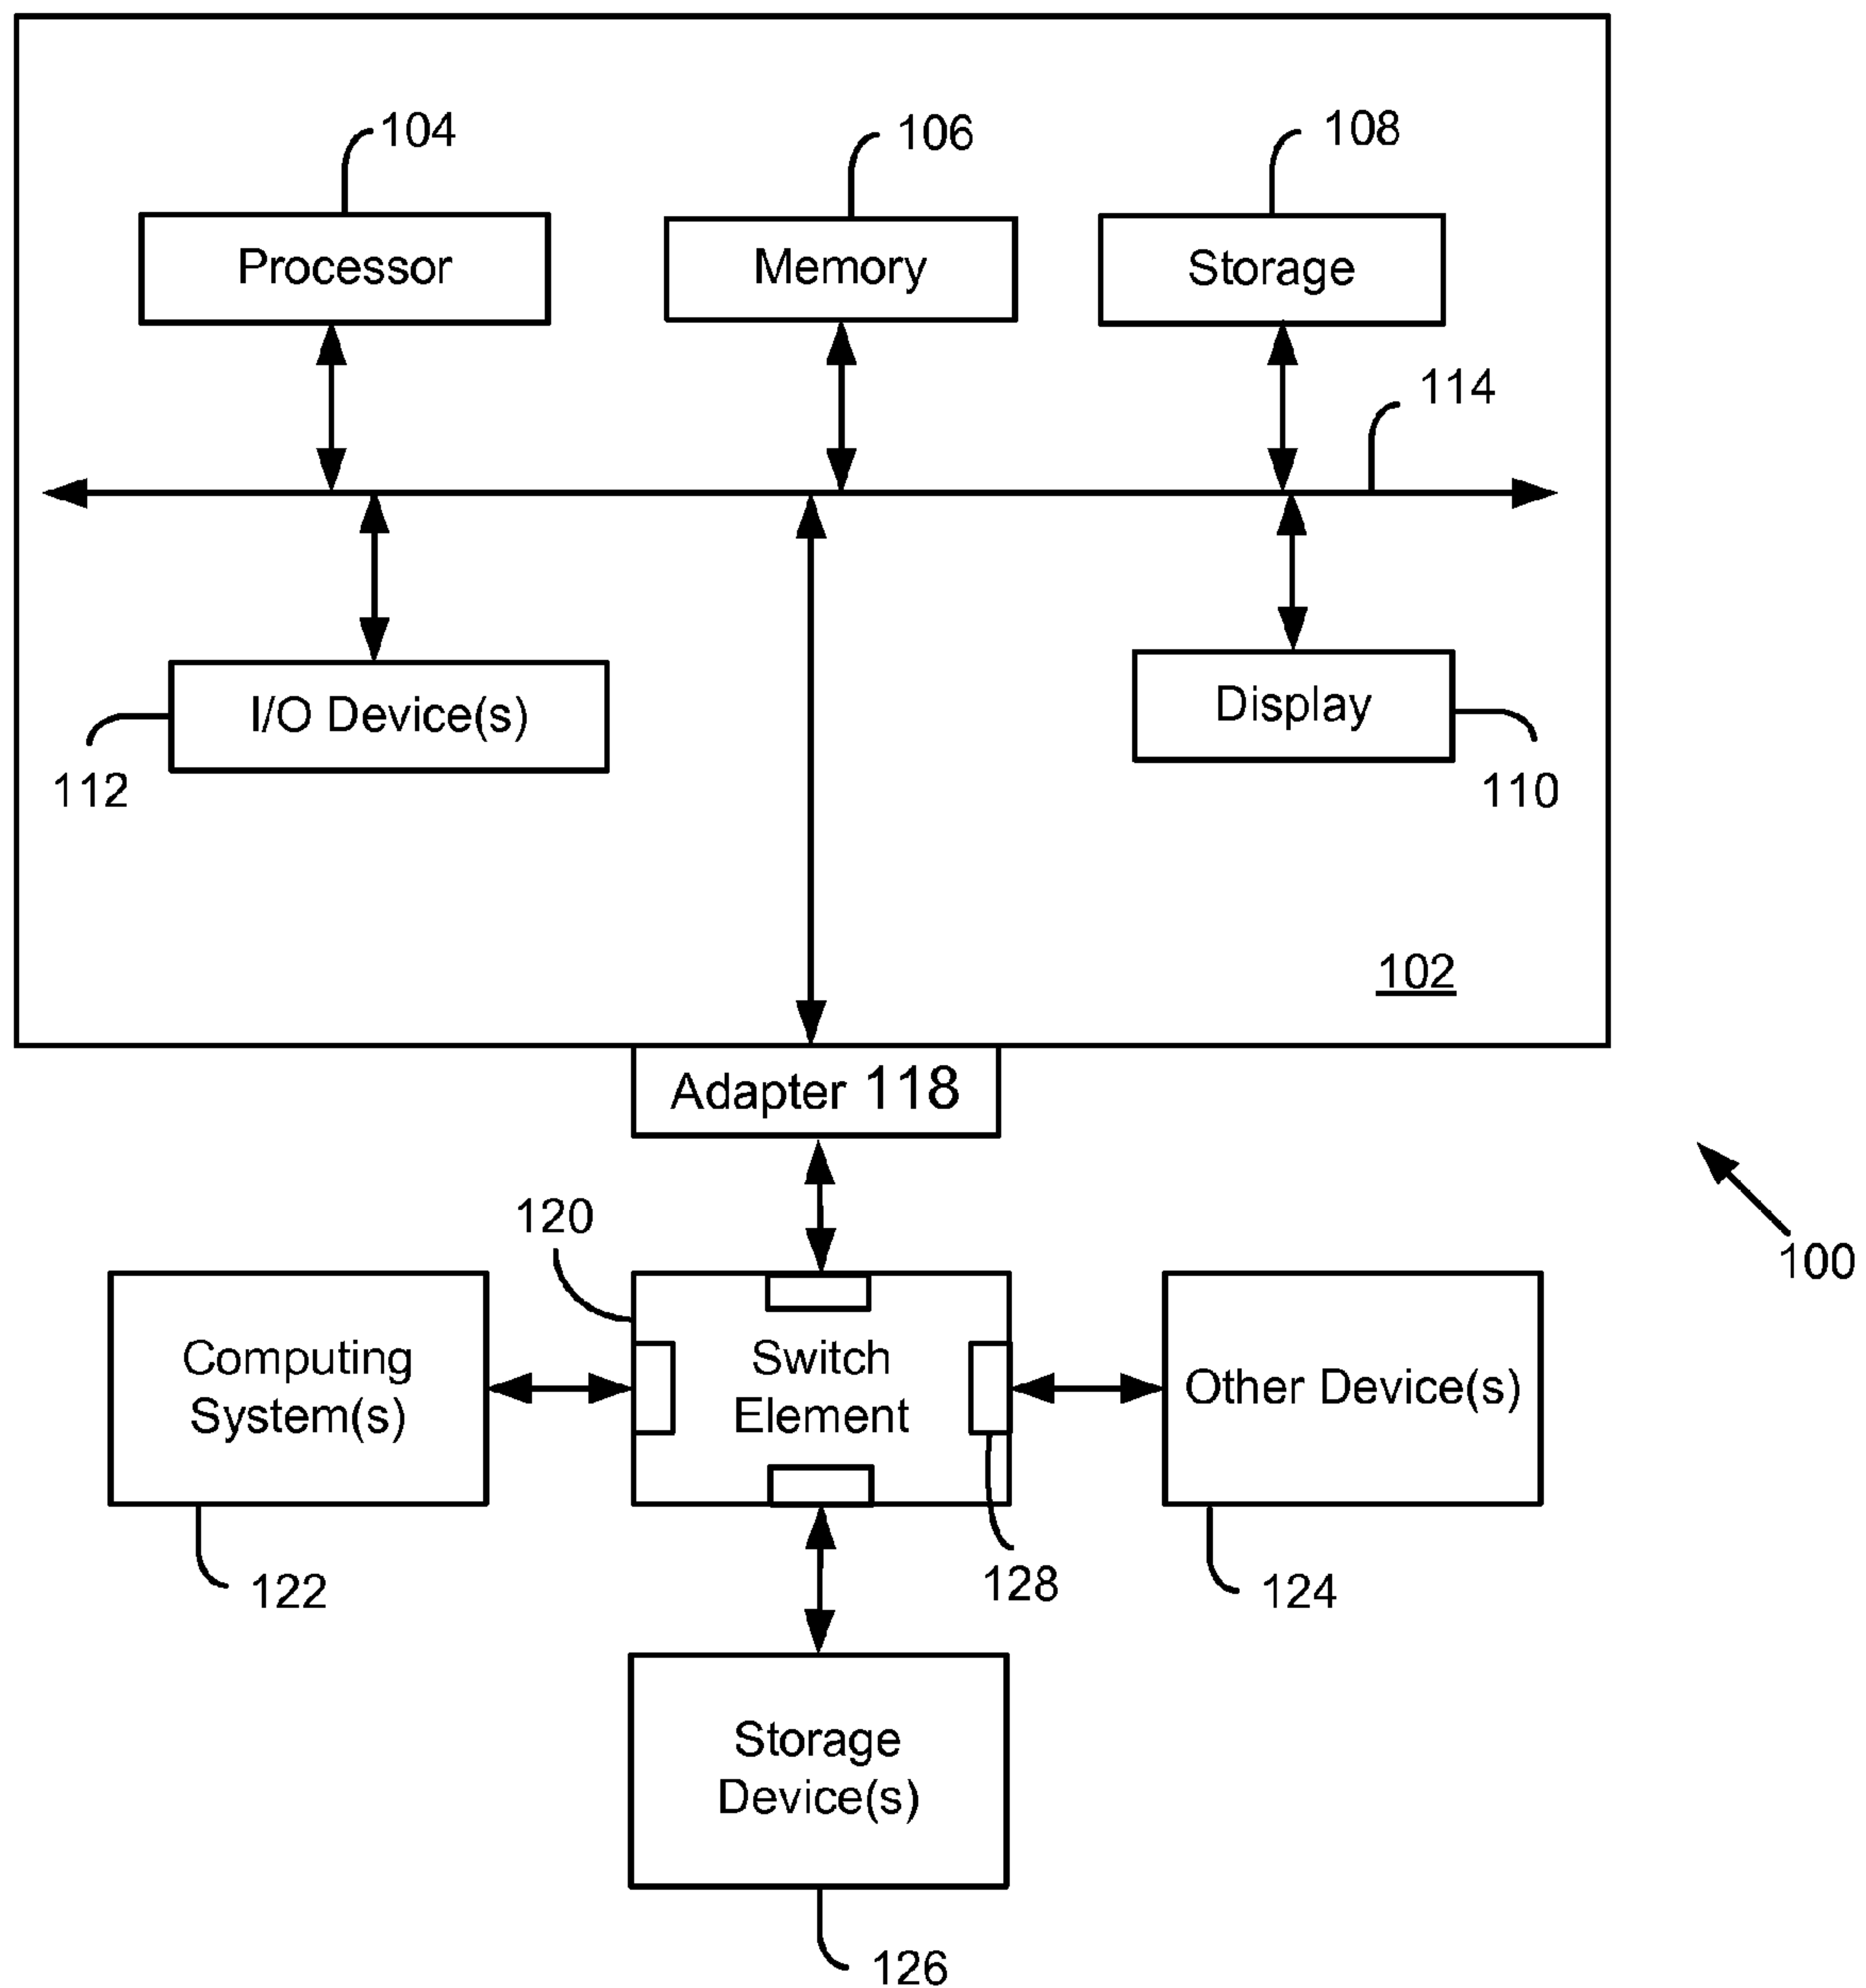 104
106
108
Processor
Memory
Storage
114
I/O Device(s)
Display
112
110
102
Adapter 118
120
100
Computing
System(s)
Switch
Element
Other Device(s)
122
128
124
Storage
Device(s)
126